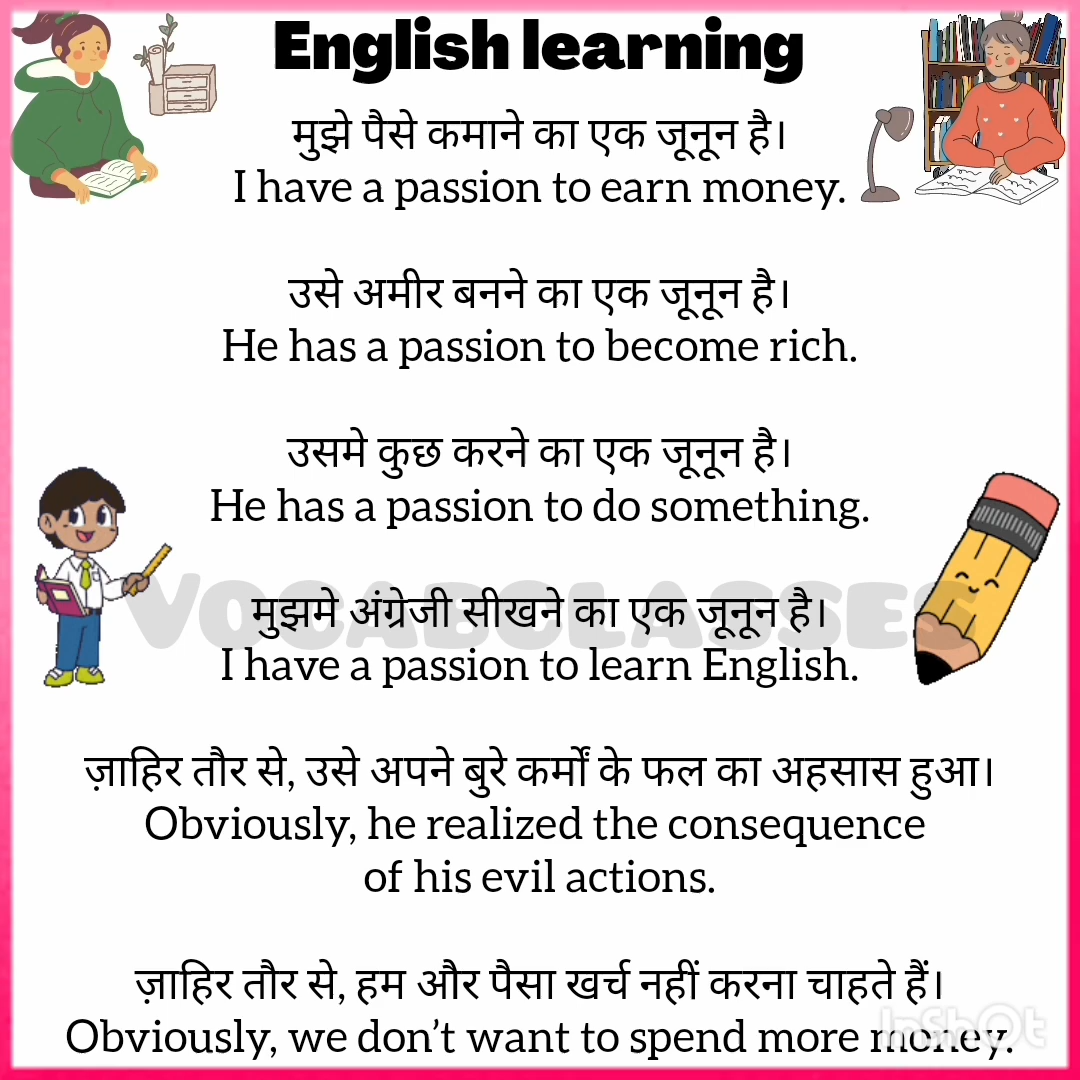 English learning
मुझे पैसे कमाने का एक जूनून है।
I have a passion to earn money.
उसे अमीर बनने का एक जूनून है।
He has a passion to become rich.
उसमे कुछ करने का एक जूनून है।
He has a passion to do something.
VOCABCLASSES
मुझमे अंग्रेजी सीखने का एक जूनून है।
I have a passion to learn English.
ज़ाहिर तौर से, उसे अपने बुरे कर्मों के फल का अहसास हुआ।
Obviously, he realized the consequence
of his evil actions.
ज़ाहिर तौर से, हम और पैसा खर्च नहीं करना चाहते हैं।
Obviously, we don't want to spend more money.
InShOt